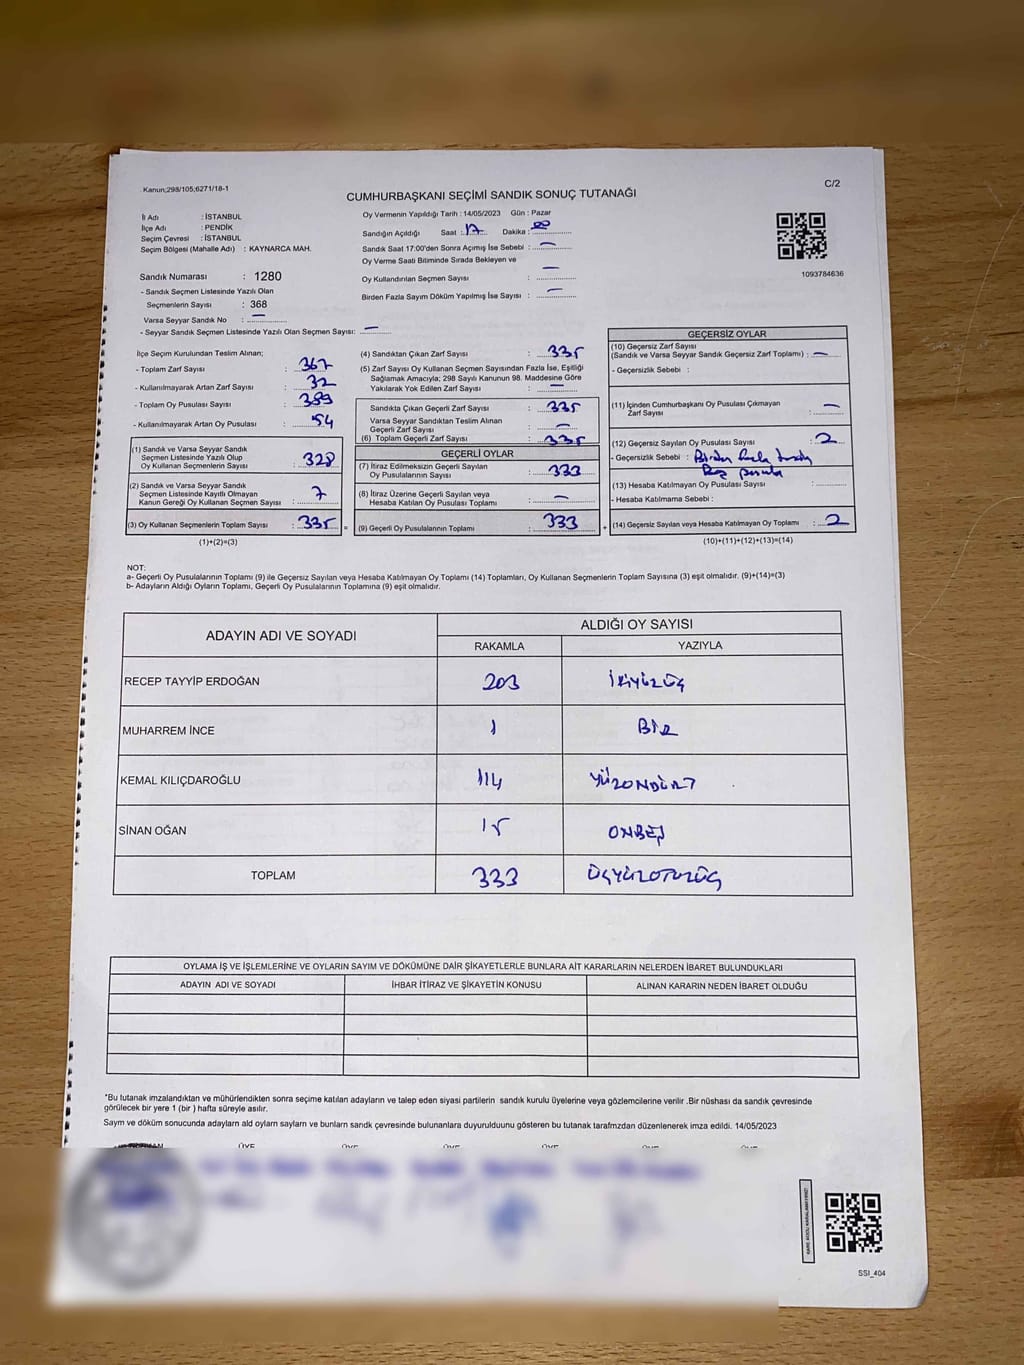 Kanun;298/105;6271/18-1
C/2
CUMHURBAŞKANI SEÇİMİ SANDIK SONUÇ TUTANAĞI
İl Adı : İSTANBUL
İlçe Adı : PENDİK
Seçim Çevresi : İSTANBUL
Seçim Bölgesi (Mahalle Adı) : KAYNARCA MAH.
Oy Vermenin Yapıldığı Tarih :14/05/2023 Gün : Pazar
Sandığın Açıldığı Saat : 17 Dakika : 00
Sandık Saat 17:00'den Sonra Açımış İse Sebebi : —
Oy Verme Saati Bitiminde Sırada Bekleyen ve
Oy Kullandırılan Seçmen Sayısı : —
Birden Fazla Sayım Döküm Yapılmış İse Sayısı : —
1093784636
Sandık Numarası : 1280
- Sandık Seçmen Listesinde Yazılı Olan
Seçmenlerin Sayısı : 368
Varsa Seyyar Sandık No : —
- Seyyar Sandık Seçmen Listesinde Yazılı Olan Seçmen Sayısı: —
İlçe Seçim Kurulundan Teslim Alınan;
- Toplam Zarf Sayısı : 367
- Kullanılmayarak Artan Zarf Sayısı : 32
- Toplam Oy Pusulası Sayısı : 389
- Kullanılmayarak Artan Oy Pusulası : 54
(1) Sandık ve Varsa Seyyar Sandık
Seçmen Listesinde Yazılı Olup
Oy Kullanan Seçmenlerin Sayısı : 328
(2) Sandık ve Varsa Seyyar Sandık
Seçmen Listesinde Kayıtlı Olmayan
Kanun Gereği Oy Kullanan Seçmen Sayısı : 7
(3) Oy Kullanan Seçmenlerin Toplam Sayısı : 335 =
(1)+(2)=(3)
(4) Sandıktan Çıkan Zarf Sayısı : 335
(5) Zarf Sayısı Oy Kullanan Seçmen Sayısından Fazla İse, Eşitliği
Sağlamak Amacıyla; 298 Sayılı Kanunun 98. Maddesine Göre
Yakılarak Yok Edilen Zarf Sayısı : —
Sandıkta Çıkan Geçerli Zarf Sayısı : 335
Varsa Seyyar Sandıktan Teslim Alınan
Geçerli Zarf Sayısı : —
(6) Toplam Geçerli Zarf Sayısı : 335
GEÇERLİ OYLAR
(7) İtiraz Edilmeksizin Geçerli Sayılan
Oy Pusulalarının Sayısı : 333
(8) İtiraz Üzerine Geçerli Sayılan veya
Hesaba Katılan Oy Pusulası Toplamı : —
(9) Geçerli Oy Pusulalarının Toplamı : 333 +
GEÇERSİZ OYLAR
(10) Geçersiz Zarf Sayısı
(Sandık ve Varsa Seyyar Sandık Geçersiz Zarf Toplamı) : —
- Geçersizlik Sebebi :
(11) İçinden Cumhurbaşkanı Oy Pusulası Çıkmayan
Zarf Sayısı : —
(12) Geçersiz Sayılan Oy Pusulası Sayısı : 2
- Geçersizlik Sebebi : Birden fazla
pusula
(13) Hesaba Katılmayan Oy Pusulası Sayısı :
- Hesaba Katılmama Sebebi :
(14) Geçersiz Sayılan veya Hesaba Katılmayan Oy Toplamı : 2
(10)+(11)+(12)+(13)=(14)
NOT:
a- Geçerli Oy Pusulalarının Toplamı (9) ile Geçersiz Sayılan veya Hesaba Katılmayan Oy Toplamı (14) Toplamları, Oy Kullanan Seçmenlerin Toplam Sayısına (3) eşit olmalıdır. (9)+(14)=(3)
b- Adayların Aldığı Oyların Toplamı, Geçerli Oy Pusulalarının Toplamına (9) eşit olmalıdır.
ADAYIN ADI VE SOYADI
ALDIĞI OY SAYISI
RAKAMLA YAZIYLA
RECEP TAYYİP ERDOĞAN 203 İKİYÜZÜÇ
MUHARREM İNCE 1 BİR
KEMAL KILIÇDAROĞLU 114 YÜZONDÖRT
SİNAN OĞAN 15 ONBEŞ
TOPLAM 333 ÜÇYÜZOTUZÜÇ
OYLAMA İŞ VE İŞLEMLERİNE VE OYLARIN SAYIM VE DÖKÜMÜNE DAİR ŞİKAYETLERLE BUNLARA AİT KARARLARIN NELERDEN İBARET BULUNDUKLARI
ADAYIN ADI VE SOYADI İHBAR İTİRAZ VE ŞİKAYETİN KONUSU ALINAN KARARIN NEDEN İBARET OLDUĞU
*Bu tutanak imzalandıktan ve mühürlendikten sonra seçime katılan adayların ve talep eden siyasi partilerin sandık kurulu üyelerine veya gözlemcilerine verilir .Bir nüshası da sandık çevresinde
görülecek bir yere 1 (bir ) hafta süreyle asılır.
Sayım ve döküm sonucunda adayların ald oyların sayları ve bunların sandk çevresinde bulunanlara duyurulduunu gösteren bu tutanak tarafmzdan düzenlenerek imza edildi. 14/05/2023
SSI_404